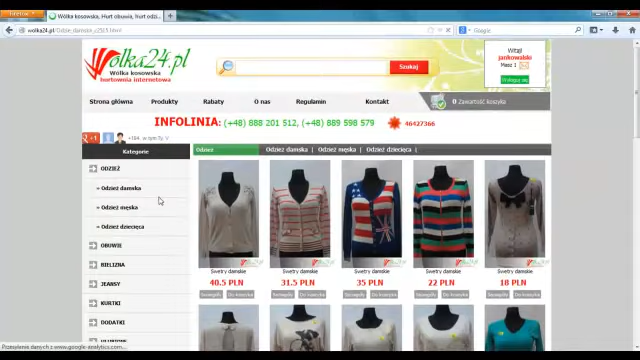 Wólka kosowska, Hurt obuwia, hurt odzi...
wolka24.pl/Odzie_damska_c2505.html
Google
Wólka24.pl
Wólka kosowska
hurtownia internetowa
Szukaj
Witaj
jankowalski
Masz 1
Wyloguj się
Strona główna
Produkty
Rabaty
O nas
Regulamin
Kontakt
0 Zawartość koszyka
INFOLINIA: (+48) 888 201 512, (+48) 889 598 579
46427366
+1
Kategorie
Odzież
Odzież damska | Odzież męska | Odzież dziecięca |
ODZIEŻ
» Odzież damska
» Odzież męska
» Odzież dziecięca
OBUWIE
BIELIZNA
JEANSY
KURTKI
DODATKI
Swetry damskie
40.5 PLN
Szczegóły
Do koszyka
Swetry damskie
31.5 PLN
Szczegóły
Do koszyka
Swetry damskie
35 PLN
Szczegóły
Do koszyka
Swetry damskie
22 PLN
Szczegóły
Do koszyka
Swetry damskie
18 PLN
Szczegóły
Do koszyka
Przesyłanie danych z www.google-analytics.com...